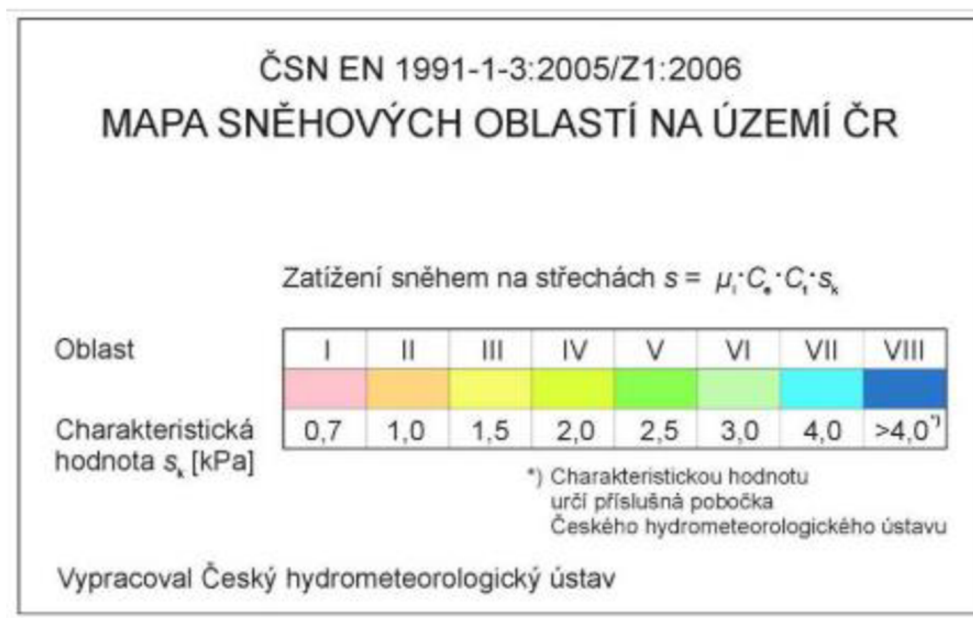 ČSN EN 1991-1-3:2005/Z1:2006
MAPA SNĚHOVÝCH OBLASTÍ NA ÚZEMÍ ČR
Zatížení sněhem na střechách s = μᵢ·Cₑ·Cₜ·sₖ
Oblast I II III IV V VI VII VIII
Charakteristická
hodnota sₖ [kPa] 0,7 1,0 1,5 2,0 2,5 3,0 4,0 >4,0*)
*) Charakteristickou hodnotu
určí příslušná pobočka
Českého hydrometeorologického ústavu
Vypracoval Český hydrometeorologický ústav